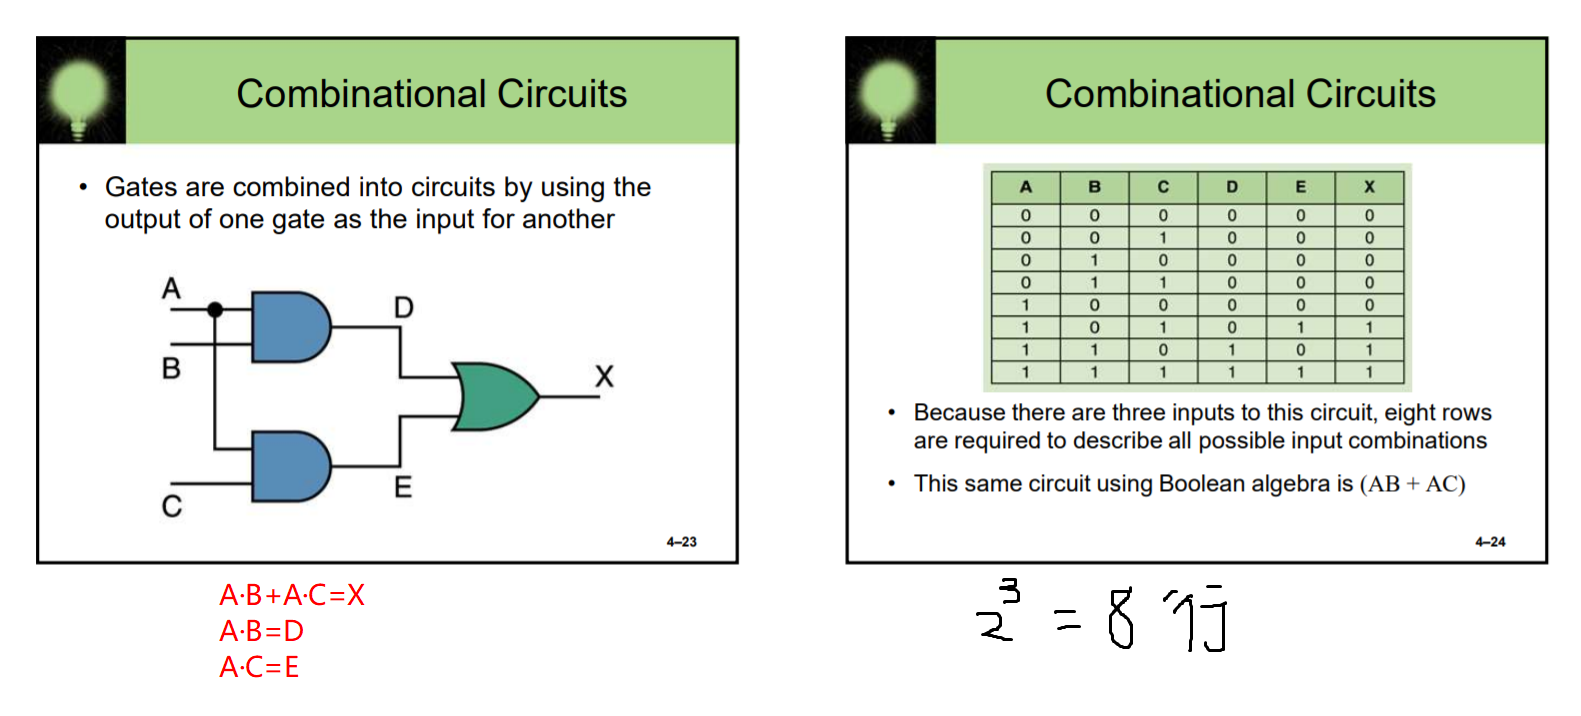 Combinational Circuits
• Gates are combined into circuits by using the
output of one gate as the input for another
A
B
C
D
E
X
4–23
A·B+A·C=X
A·B=D
A·C=E
Combinational Circuits
A B C D E X
0 0 0 0 0 0
0 0 1 0 0 0
0 1 0 0 0 0
0 1 1 0 0 0
1 0 0 0 0 0
1 0 1 0 1 1
1 1 0 1 0 1
1 1 1 1 1 1
• Because there are three inputs to this circuit, eight rows
are required to describe all possible input combinations
• This same circuit using Boolean algebra is (AB + AC)
4–24
2³ = 8 行